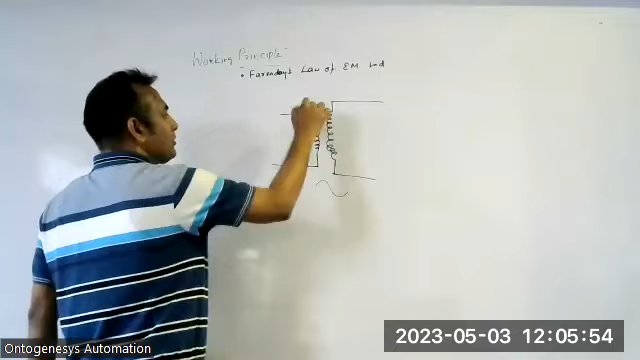 Working Principle
• Faraday's Law of EM Ind
Ontogenesys Automation
2023-05-03 12:05:54